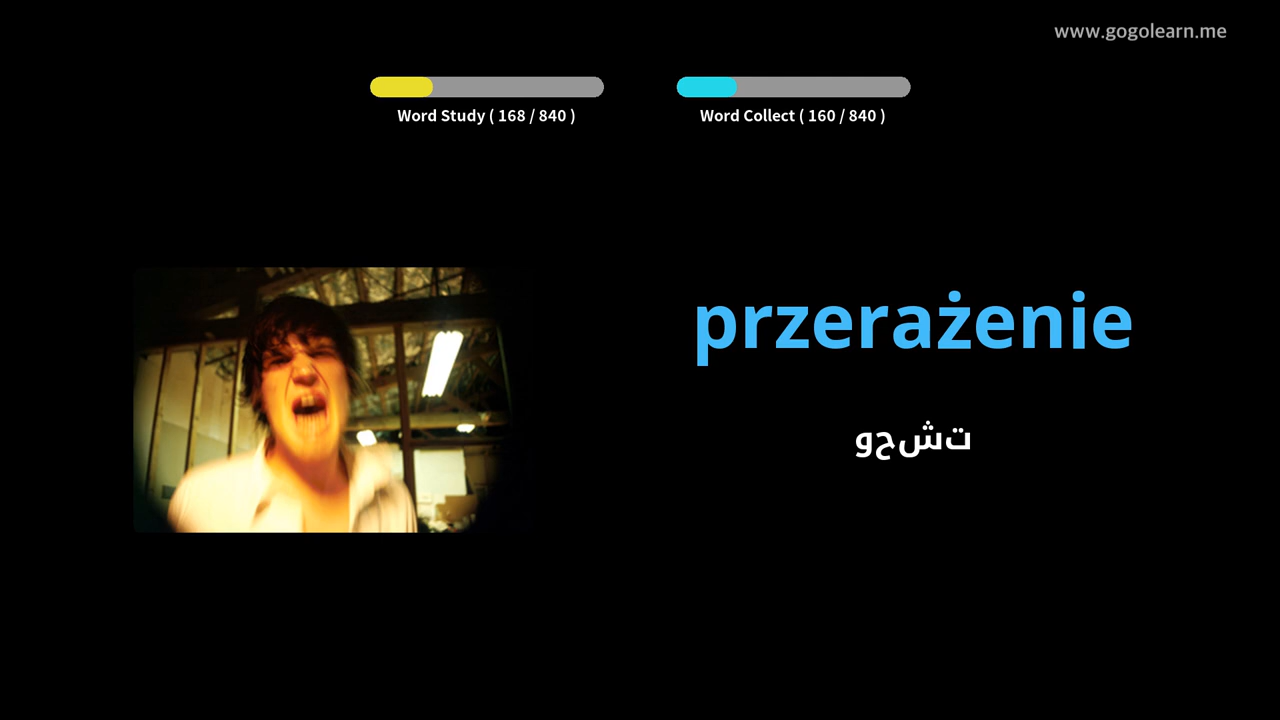 www.gogolearn.me
Word Study ( 168 / 840 )
Word Collect ( 160 / 840 )
przerażenie
تشحو